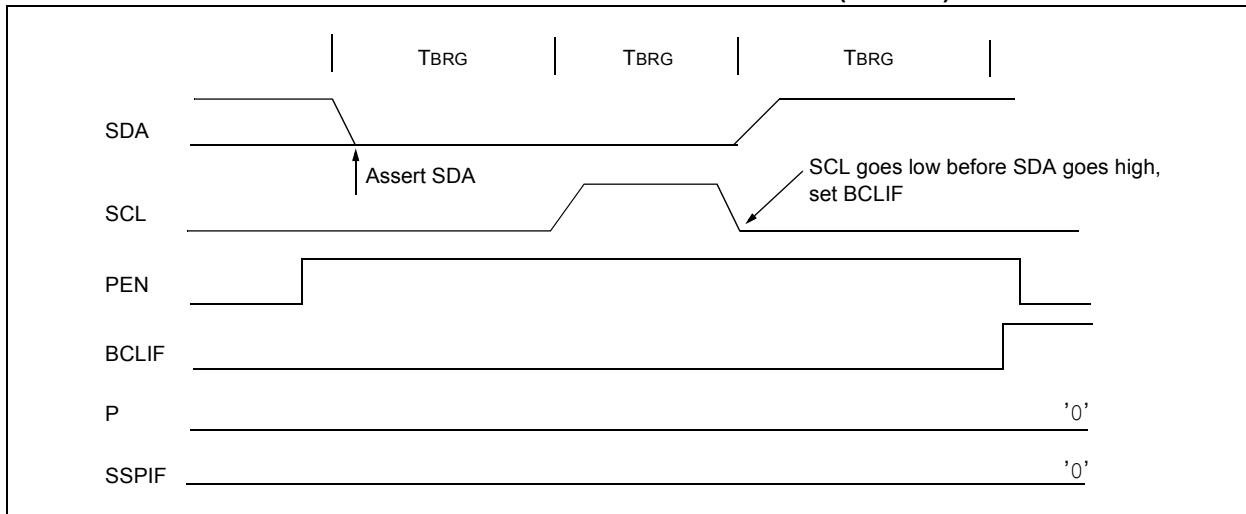 TBRG TBRG TBRG
SDA
Assert SDA
SCL goes low before SDA goes high,
set BCLIF
SCL
PEN
BCLIF
P '0'
SSPIF '0'